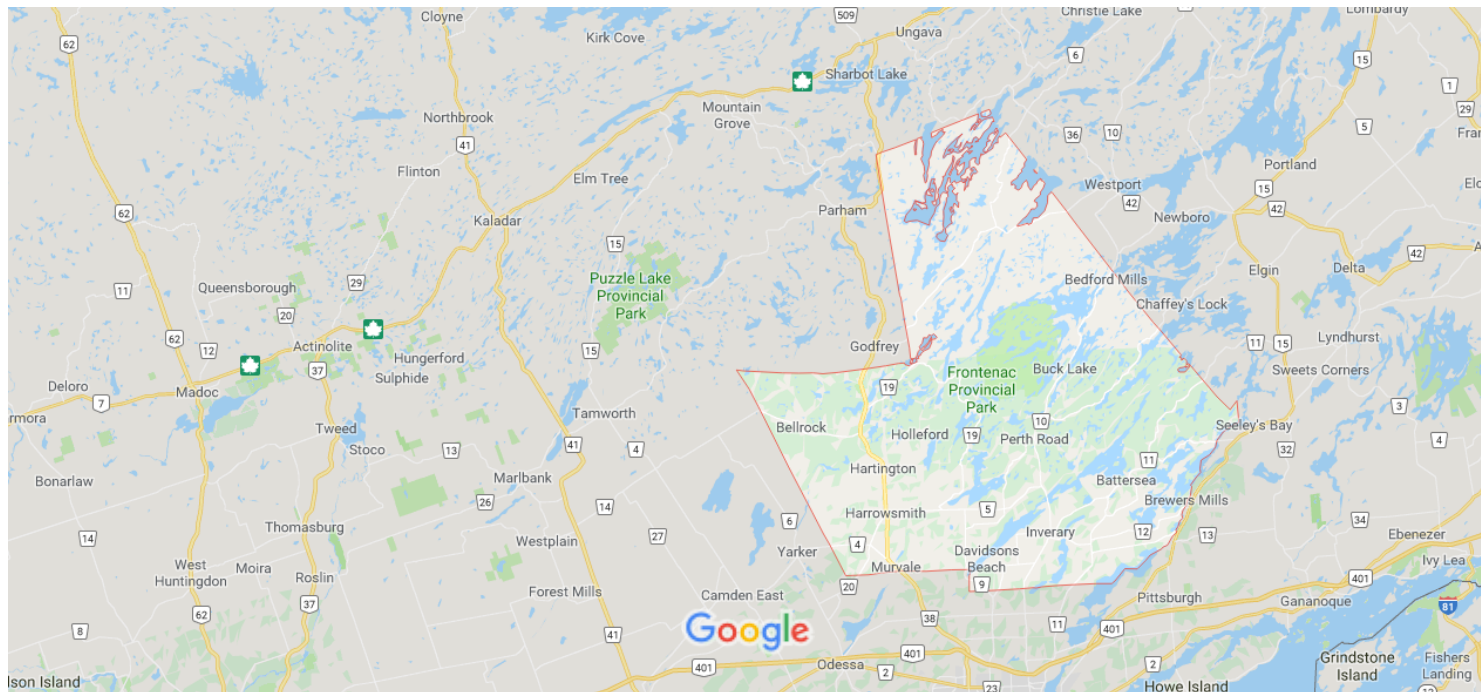 Cloyne
509
Christie Lake
Lombardy
62
Kirk Cove
Ungava
6
15
Sharbot Lake
1
Mountain
Grove
29
Northbrook
36
10
5
Fra
41
Flinton
Elm Tree
Portland
Westport
15
62
Parham
42
Newboro
42
Kaladar
15
42
Elgin
Delta
Puzzle Lake
Provincial
Park
Bedford Mills
11
Queensborough
29
Chaffey's Lock
20
62
12
Actinolite
15
Godfrey
11
15
Lyndhurst
Hungerford
37
Sulphide
Buck Lake
Sweets Corners
Deloro
Madoc
19
Frontenac
Provincial
Park
7
3
Tamworth
10
Tweed
Bellrock
Holleford
19
Perth Road
Seeley's Bay
Stoco
13
41
4
4
32
Hartington
11
Bonarlaw
Marlbank
Battersea
26
Brewers Mills
14
Harrowsmith
5
6
34
Thomasburg
Inverary
12
14
Westplain
27
4
13
Ebenezer
Yarker
Davidsons
Beach
West
Huntingdon
Moira
Murvale
Ivy Lea
Roslin
20
9
401
Forest Mills
Camden East
Pittsburgh
Gananoque
37
81
62
38
11
401
8
Google
41
401
401
Odessa
2
2
Grindstone
Island
Fishers
Landing
lson Island
23
Howe Island